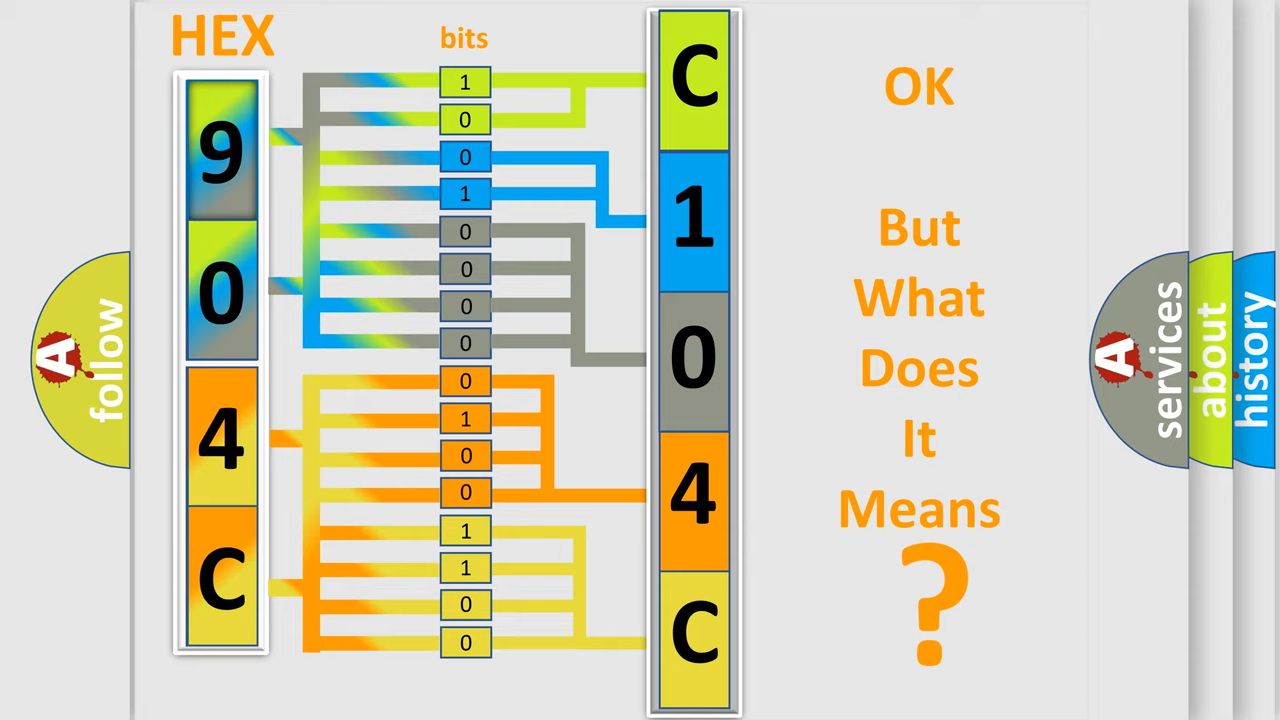 HEX
bits
9
0
4
C
1
0
0
1
0
0
0
0
0
1
0
0
1
1
0
0
C
1
0
4
C
OK
But
What
Does
It
Means
?
A
follow
A
services
about
history